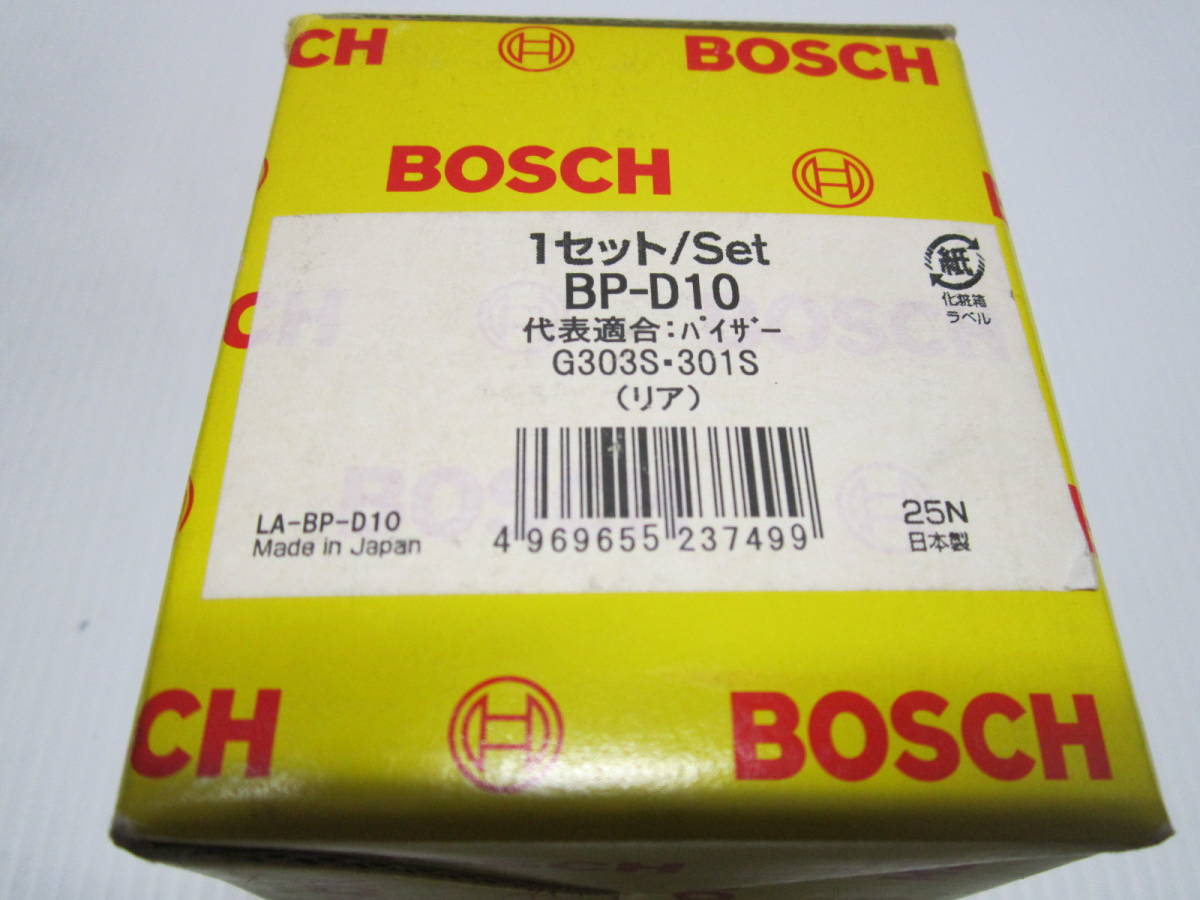 CH BOSCH
BOSCH
1セット/Set
BP-D10
代表適合:パイザー
G303S・301S
(リア)
紙
化粧箱
ラベル
LA-BP-D10
Made in Japan
4 969655 237499
25N
日本製
CH BOSCH
CH